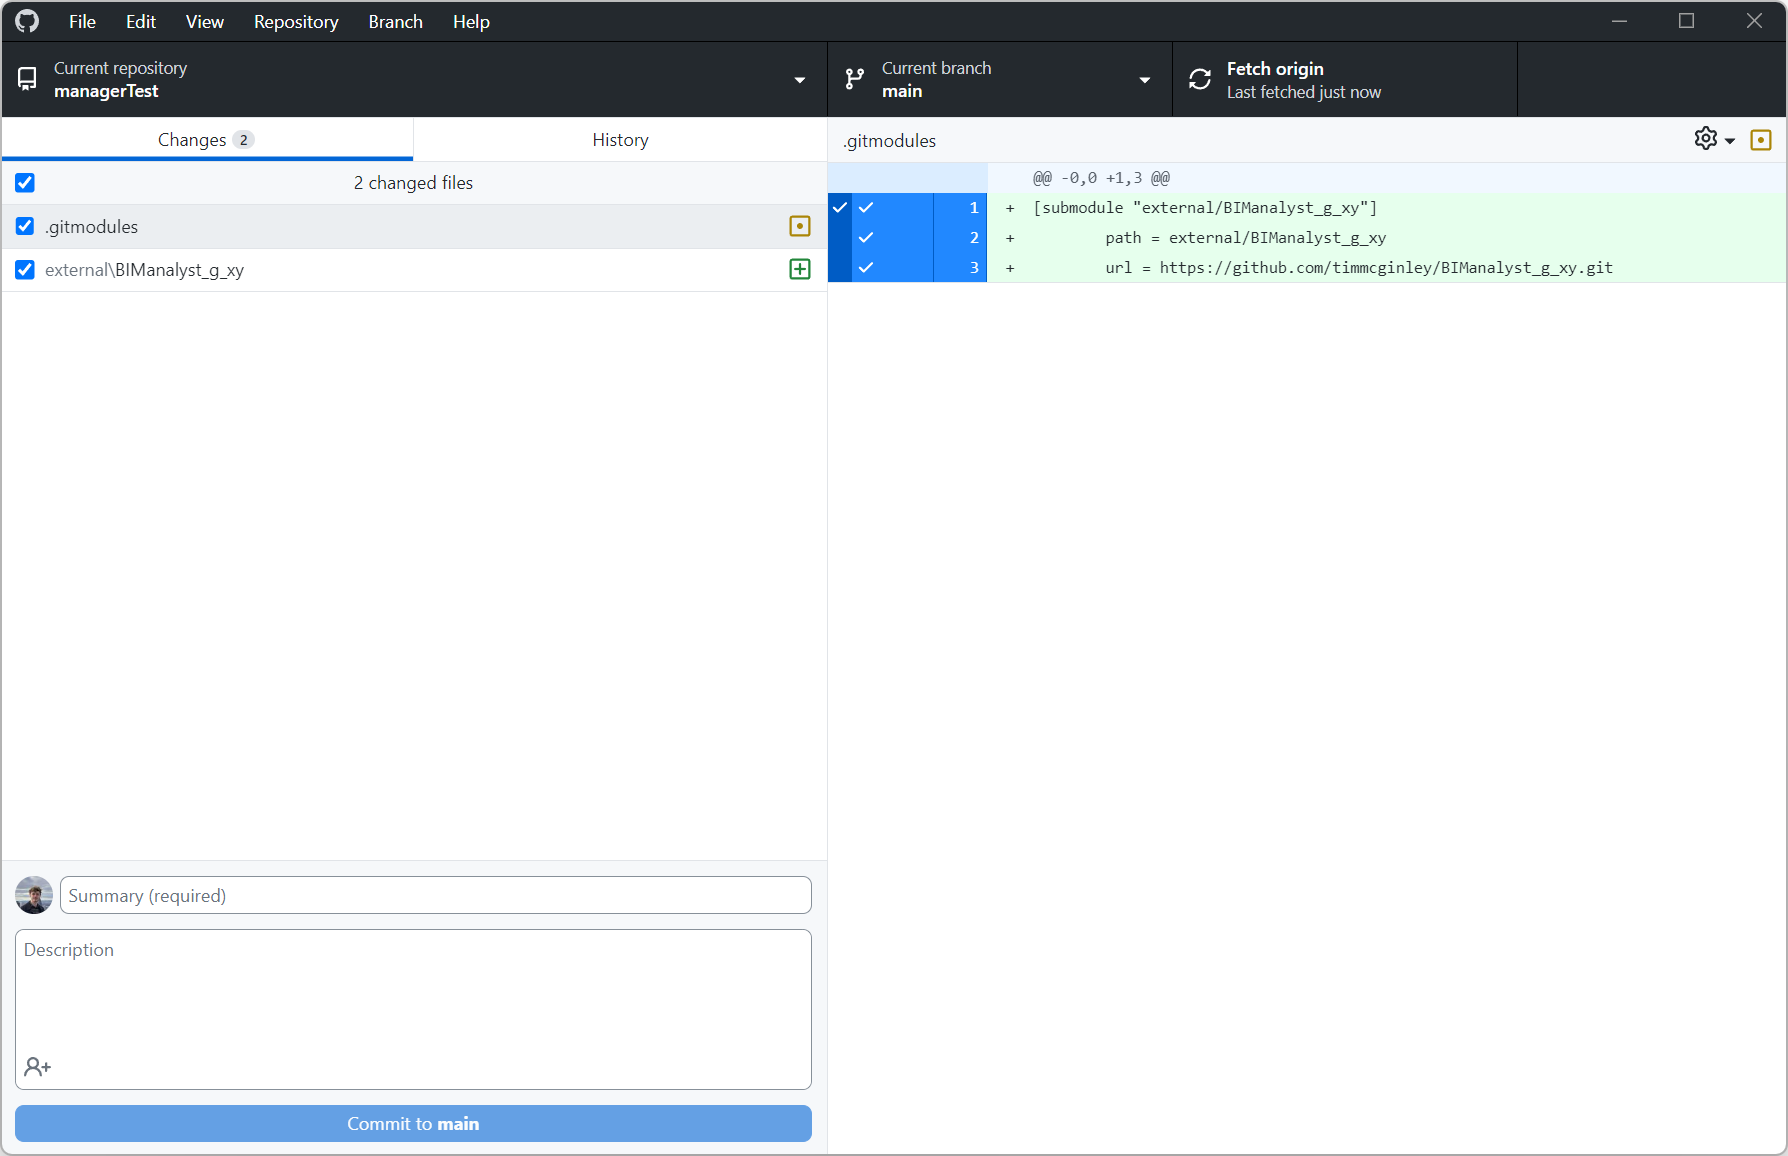 File Edit View Repository Branch Help
Current repository
managerTest
Current branch
main
Fetch origin
Last fetched just now
Changes 2
History
2 changed files
.gitmodules
external\BIManalyst_g_xy
.gitmodules
@@ -0,0 +1,3 @@
1 + [submodule "external/BIManalyst_g_xy"]
2 + path = external/BIManalyst_g_xy
3 + url = https://github.com/timmcginley/BIManalyst_g_xy.git
Summary (required)
Description
Commit to main